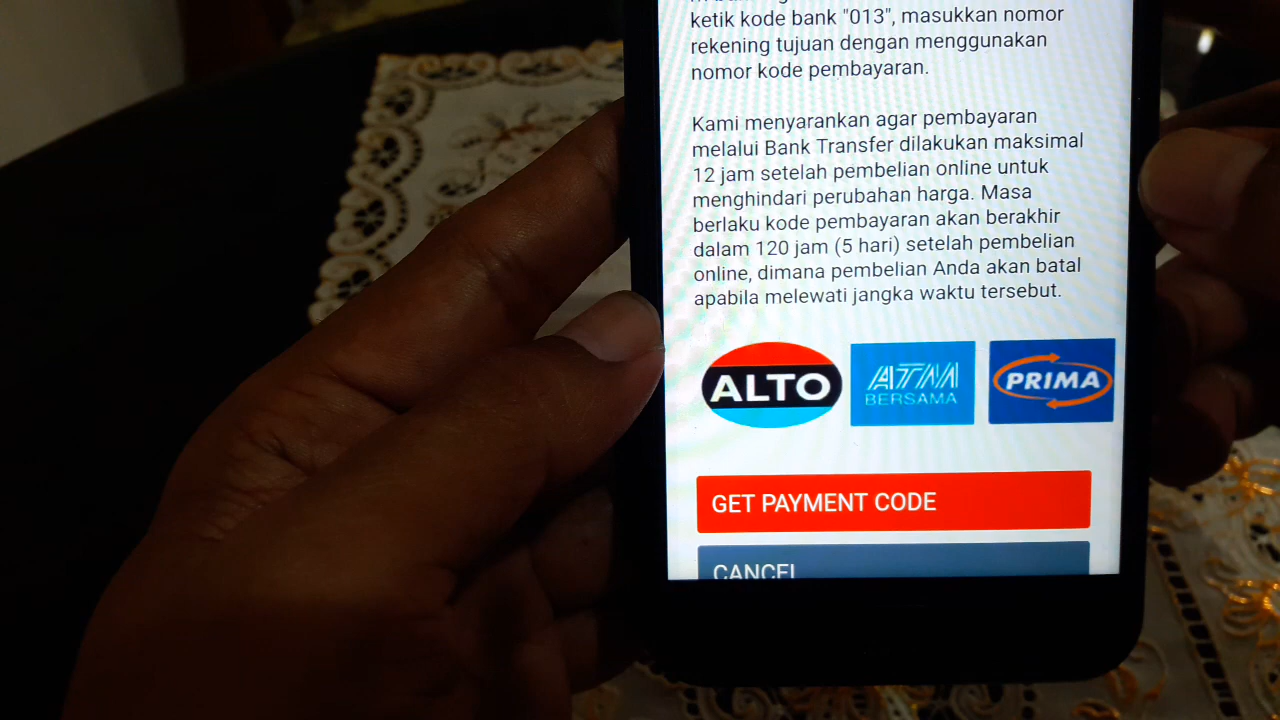 ketik kode bank "013", masukkan nomor
rekening tujuan dengan menggunakan
nomor kode pembayaran.
Kami menyarankan agar pembayaran
melalui Bank Transfer dilakukan maksimal
12 jam setelah pembelian online untuk
menghindari perubahan harga. Masa
berlaku kode pembayaran akan berakhir
dalam 120 jam (5 hari) setelah pembelian
online, dimana pembelian Anda akan batal
apabila melewati jangka waktu tersebut.
ALTO
ATM
BERSAMA
PRIMA
GET PAYMENT CODE
CANCEL